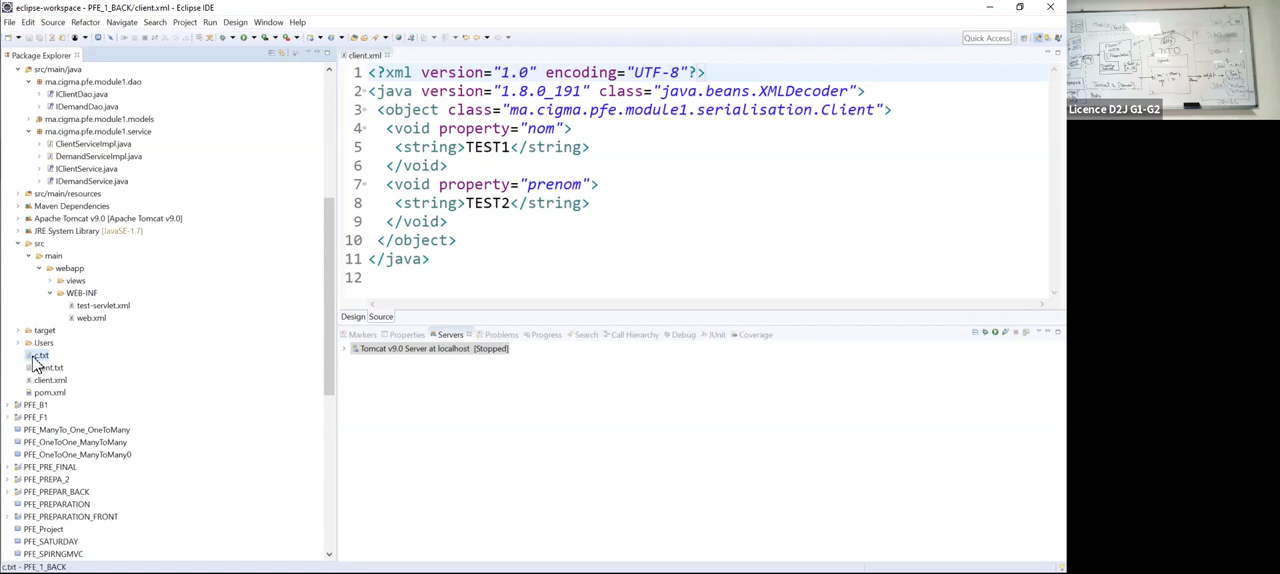 eclipse-workspace - PFE_1_BACK/client.xml - Eclipse IDE
File Edit Source Refactor Navigate Search Project Run Design Window Help
Quick Access
Package Explorer
src/main/java
ma.cigma.pfe.module1.dao
IClientDao.java
IDemandDao.java
ma.cigma.pfe.module1.models
ma.cigma.pfe.module1.service
ClientServiceImpl.java
DemandServiceImpl.java
IClientService.java
IDemandService.java
src/main/resources
Maven Dependencies
Apache Tomcat v9.0 [Apache Tomcat v9.0]
JRE System Library [JavaSE-1.7]
src
main
webapp
views
WEB-INF
test-servlet.xml
web.xml
target
Users
c.txt
client.xml
pom.xml
PFE_B1
PFE_F1
PFE_ManyTo_One_OneToMany
PFE_OneToOne_ManyToMany
PFE_OneToOne_ManyToMany0
PFE_PRE_FINAL
PFE_PREPA_2
PFE_PREPAR_BACK
PFE_PREPARATION
PFE_PREPARATION_FRONT
PFE_Project
PFE_SATURDAY
PFE_SPIRNGMVC
c.txt - PFE_1_BACK
client.xml
1 <?xml version="1.0" encoding="UTF-8"?>
2 <java version="1.8.0_191" class="java.beans.XMLDecoder">
3 <object class="ma.cigma.pfe.module1.serialisation.Client">
4 <void property="nom">
5 <string>TEST1</string>
6 </void>
7 <void property="prenom">
8 <string>TEST2</string>
9 </void>
10 </object>
11 </java>
12
Design Source
Markers Properties Servers Problems Progress Search Call Hierarchy Debug JUnit Coverage
Tomcat v9.0 Server at localhost [Stopped]
Licence D2J G1-G2